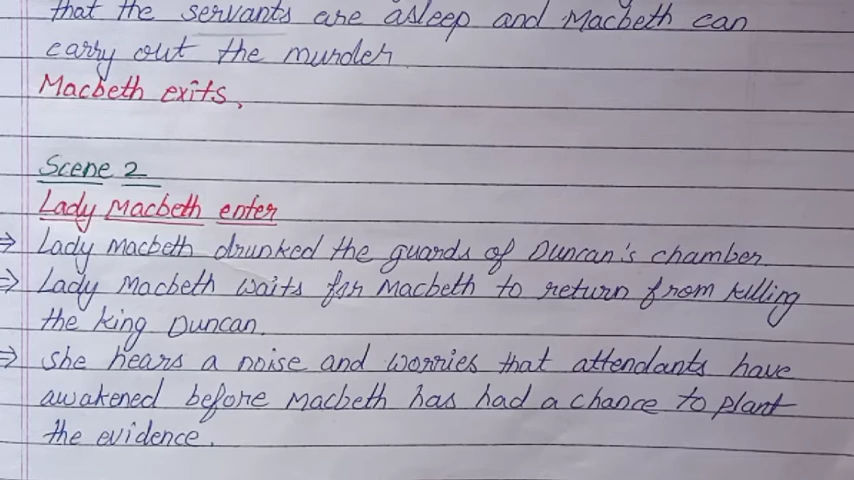 that the servants are asleep and Macbeth can
carry out the murder
Macbeth exits.
Scene 2
Lady Macbeth enter
⇒ Lady Macbeth drunked the guards of Duncan's chamber
⇒ Lady Macbeth waits for Macbeth to return from killing
the king Duncan.
⇒ She hears a noise and worries that attendants have
awakened before Macbeth has had a chance to plant
the evidence.